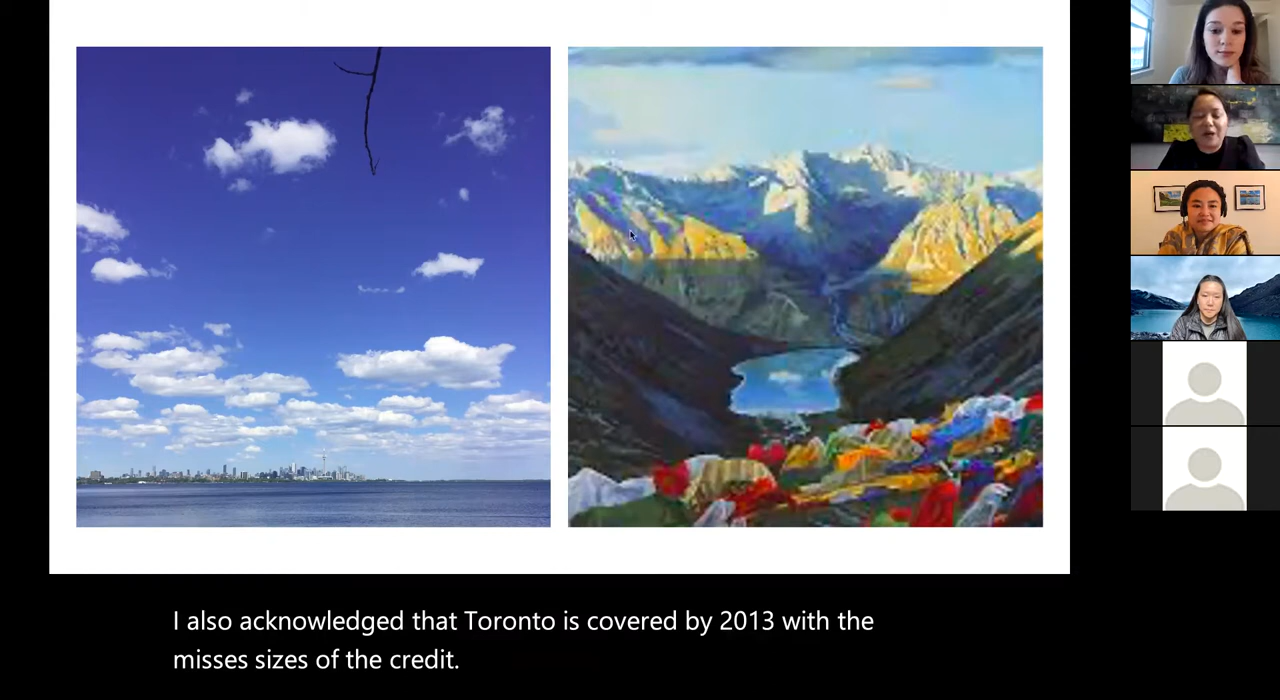 I also acknowledged that Toronto is covered by 2013 with the
misses sizes of the credit.